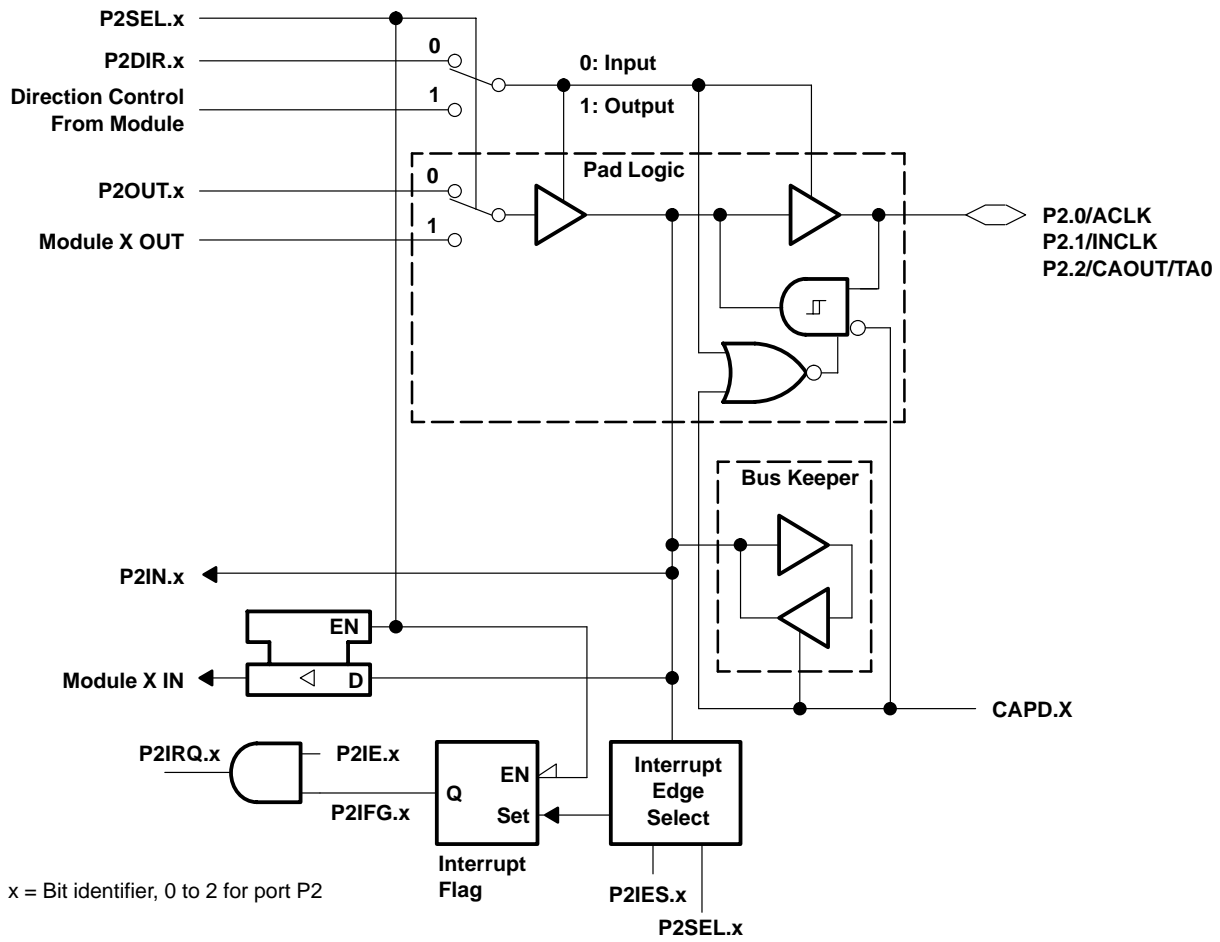 P2SEL.x
0
P2DIR.x
0: Input
Direction Control
From Module
1
1: Output
Pad Logic
0
P2OUT.x
1
Module X OUT
P2.0/ACLK
P2.1/INCLK
P2.2/CAOUT/TA0
Bus Keeper
P2IN.x
EN
Module X IN
D
CAPD.X
P2IRQ.x
P2IE.x
P2IFG.x
Q
EN
Set
Interrupt
Edge
Select
Interrupt
Flag
P2IES.x
P2SEL.x
x = Bit identifier, 0 to 2 for port P2